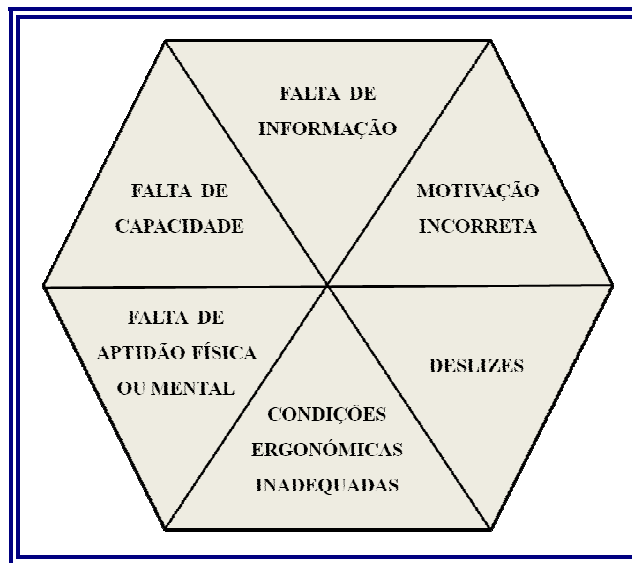 FALTA DE
INFORMAÇÃO
FALTA DE
CAPACIDADE
MOTIVAÇÃO
INCORRETA
FALTA DE
APTIDÃO FÍSICA
OU MENTAL
DESLIZES
CONDIÇÕES
ERGONÓMICAS
INADEQUADAS